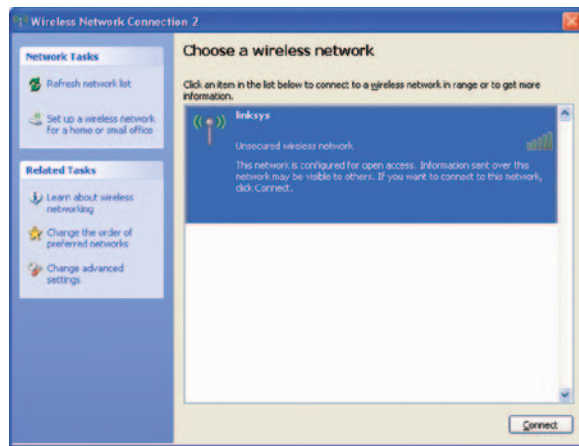 Wireless Network Connection 2
Network Tasks
Refresh network list
Set up a wireless network
for a home or small office
Related Tasks
Learn about wireless
networking
Change the order of
preferred networks
Change advanced
settings
Choose a wireless network
Click an item in the list below to connect to a wireless network in range or to get more
information.
linksys
Unsecured wireless network
This network is configured for open access. Information sent over this
network may be visible to others. If you want to connect to this network,
click Connect.
Connect